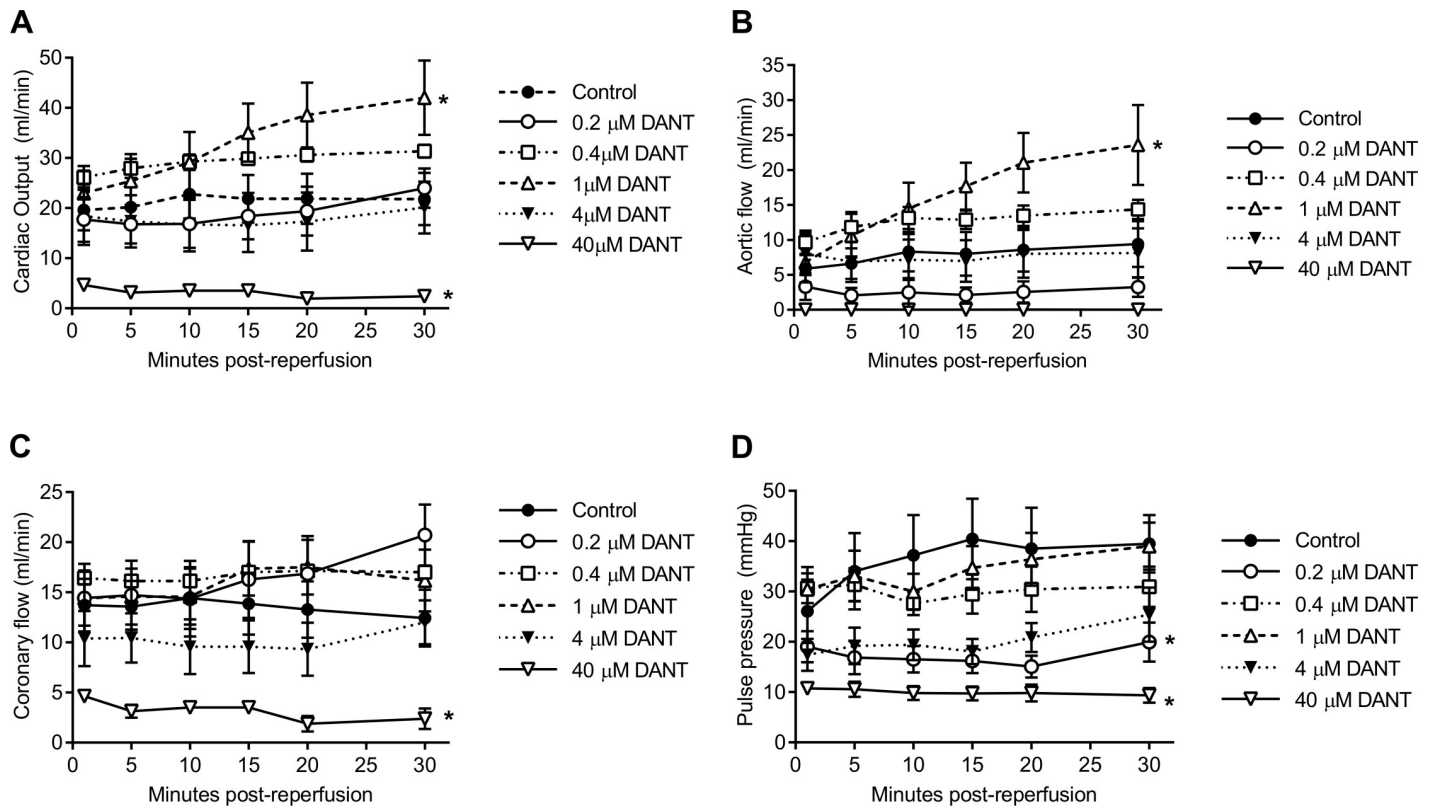 A
Cardiac Output (ml/min)
50
40
30
20
10
0
0 5 10 15 20 25 30
Minutes post-reperfusion
*
*
Control
0.2 μM DANT
0.4μM DANT
1μM DANT
4μM DANT
40μM DANT
B
Aortic flow (ml/min)
35
30
25
20
15
10
5
0
0 5 10 15 20 25 30
Minutes post-reperfusion
*
Control
0.2 μM DANT
0.4 μM DANT
1 μM DANT
4 μM DANT
40 μM DANT
C
Coronary flow (ml/min)
25
20
15
10
5
0
0 5 10 15 20 25 30
Minutes post-reperfusion
*
Control
0.2 μM DANT
0.4 μM DANT
1 μM DANT
4 μM DANT
40 μM DANT
D
Pulse pressure (mmHg)
50
40
30
20
10
0
0 5 10 15 20 25 30
Minutes post-reperfusion
*
*
Control
0.2 μM DANT
0.4 μM DANT
1 μM DANT
4 μM DANT
40 μM DANT